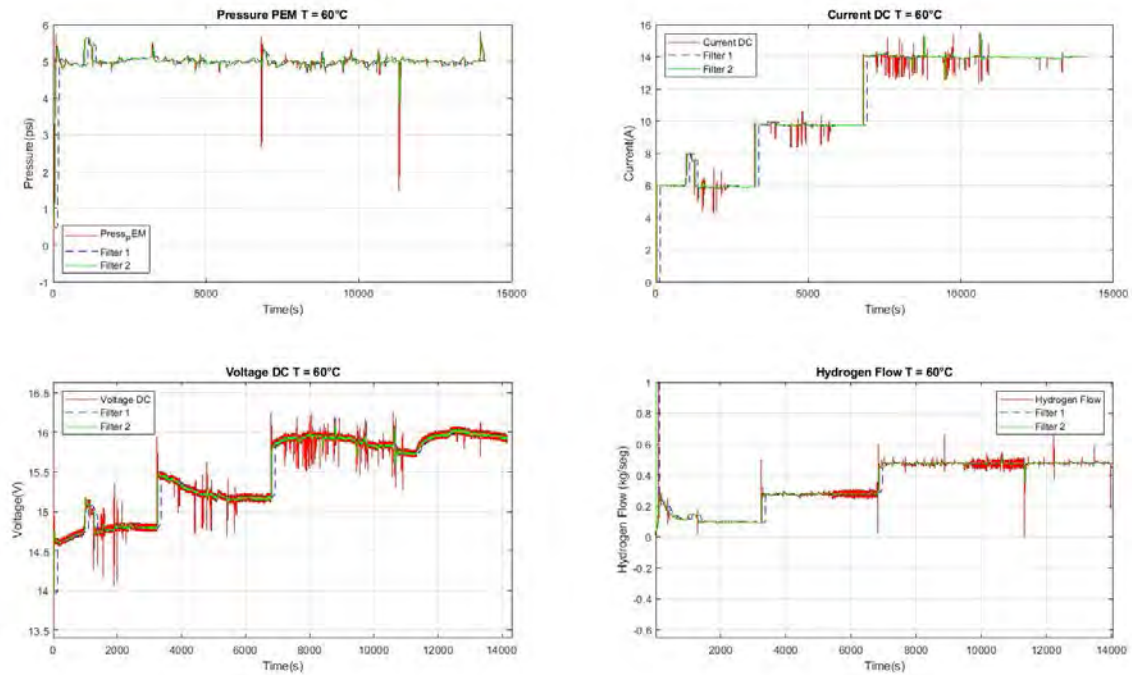 Pressure PEM T = 60°C
6
5
4
3
2
1
0
-1
Pressure(psi)
Press_pEM
Filter 1
Filter 2
0 5000 10000 15000
Time(s)
Current DC T = 60°C
16
14
12
10
8
6
4
2
0
Current(A)
Current DC
Filter 1
Filter 2
0 5000 10000 15000
Time(s)
Voltage DC T = 60°C
16.5
16
15.5
15
14.5
14
13.5
Voltage(V)
Voltage DC
Filter 1
Filter 2
0 2000 4000 6000 8000 10000 12000 14000
Time(s)
Hydrogen Flow T = 60°C
1
0.8
0.6
0.4
0.2
0
-0.2
-0.4
-0.6
Hydrogen Flow (kg/seg)
Hydrogen Flow
Filter 1
Filter 2
2000 4000 6000 8000 10000 12000 14000
Time(s)